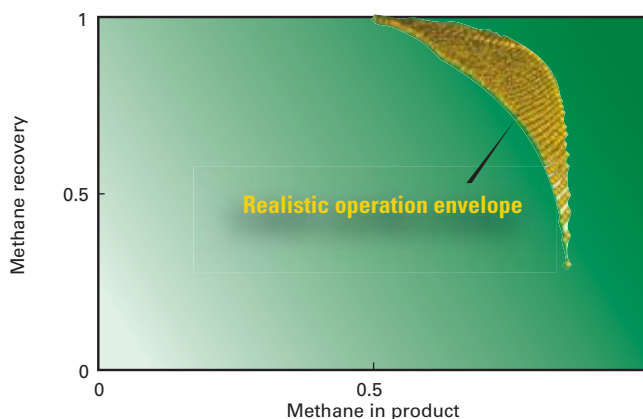 1
Methane recovery
0.5
Realistic operation envelope
0
0
0.5
Methane in product